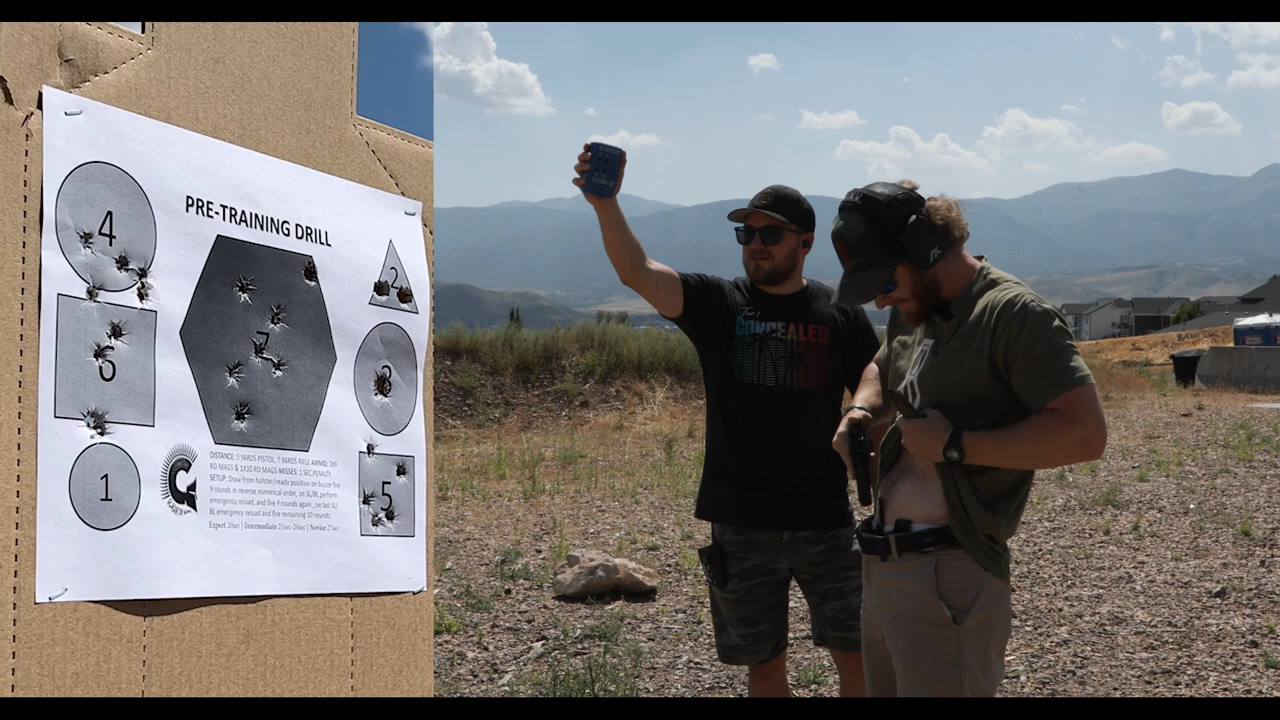 PRE-TRAINING DRILL
4
2
7
6
3
1
5
DISTANCE: 5 YARDS PISTOL, 7 YARDS RIFLE AMMO: 2X9
RD MAGS & 1X10 RD MAGS MISSES: 1 SEC PENALTY
SETUP: Draw from holster/ready position on buzzer fire
9 rounds in reverse numerical order, on SL/BL perform
emergency reload, and fire 9 rounds again, on last SL/
BL emergency reload and fire remaining 10 rounds.
Expert 20sec | Intermediate 21sec-26sec | Novice 27sec
Tier 1
CONCEALED